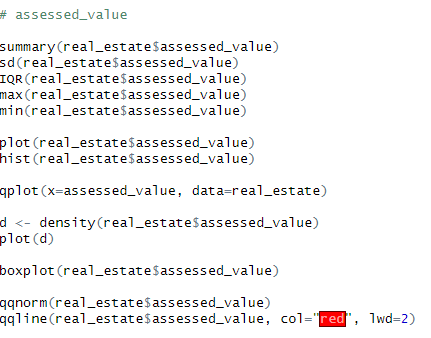 # assessed_value
summary(real_estate$assessed_value)
sd(real_estate$assessed_value)
IQR(real_estate$assessed_value)
max(real_estate$assessed_value)
min(real_estate$assessed_value)
plot(real_estate$assessed_value)
hist(real_estate$assessed_value)
qplot(x=assessed_value, data=real_estate)
d <- density(real_estate$assessed_value)
plot(d)
boxplot(real_estate$assessed_value)
qqnorm(real_estate$assessed_value)
qqline(real_estate$assessed_value, col="red", lwd=2)